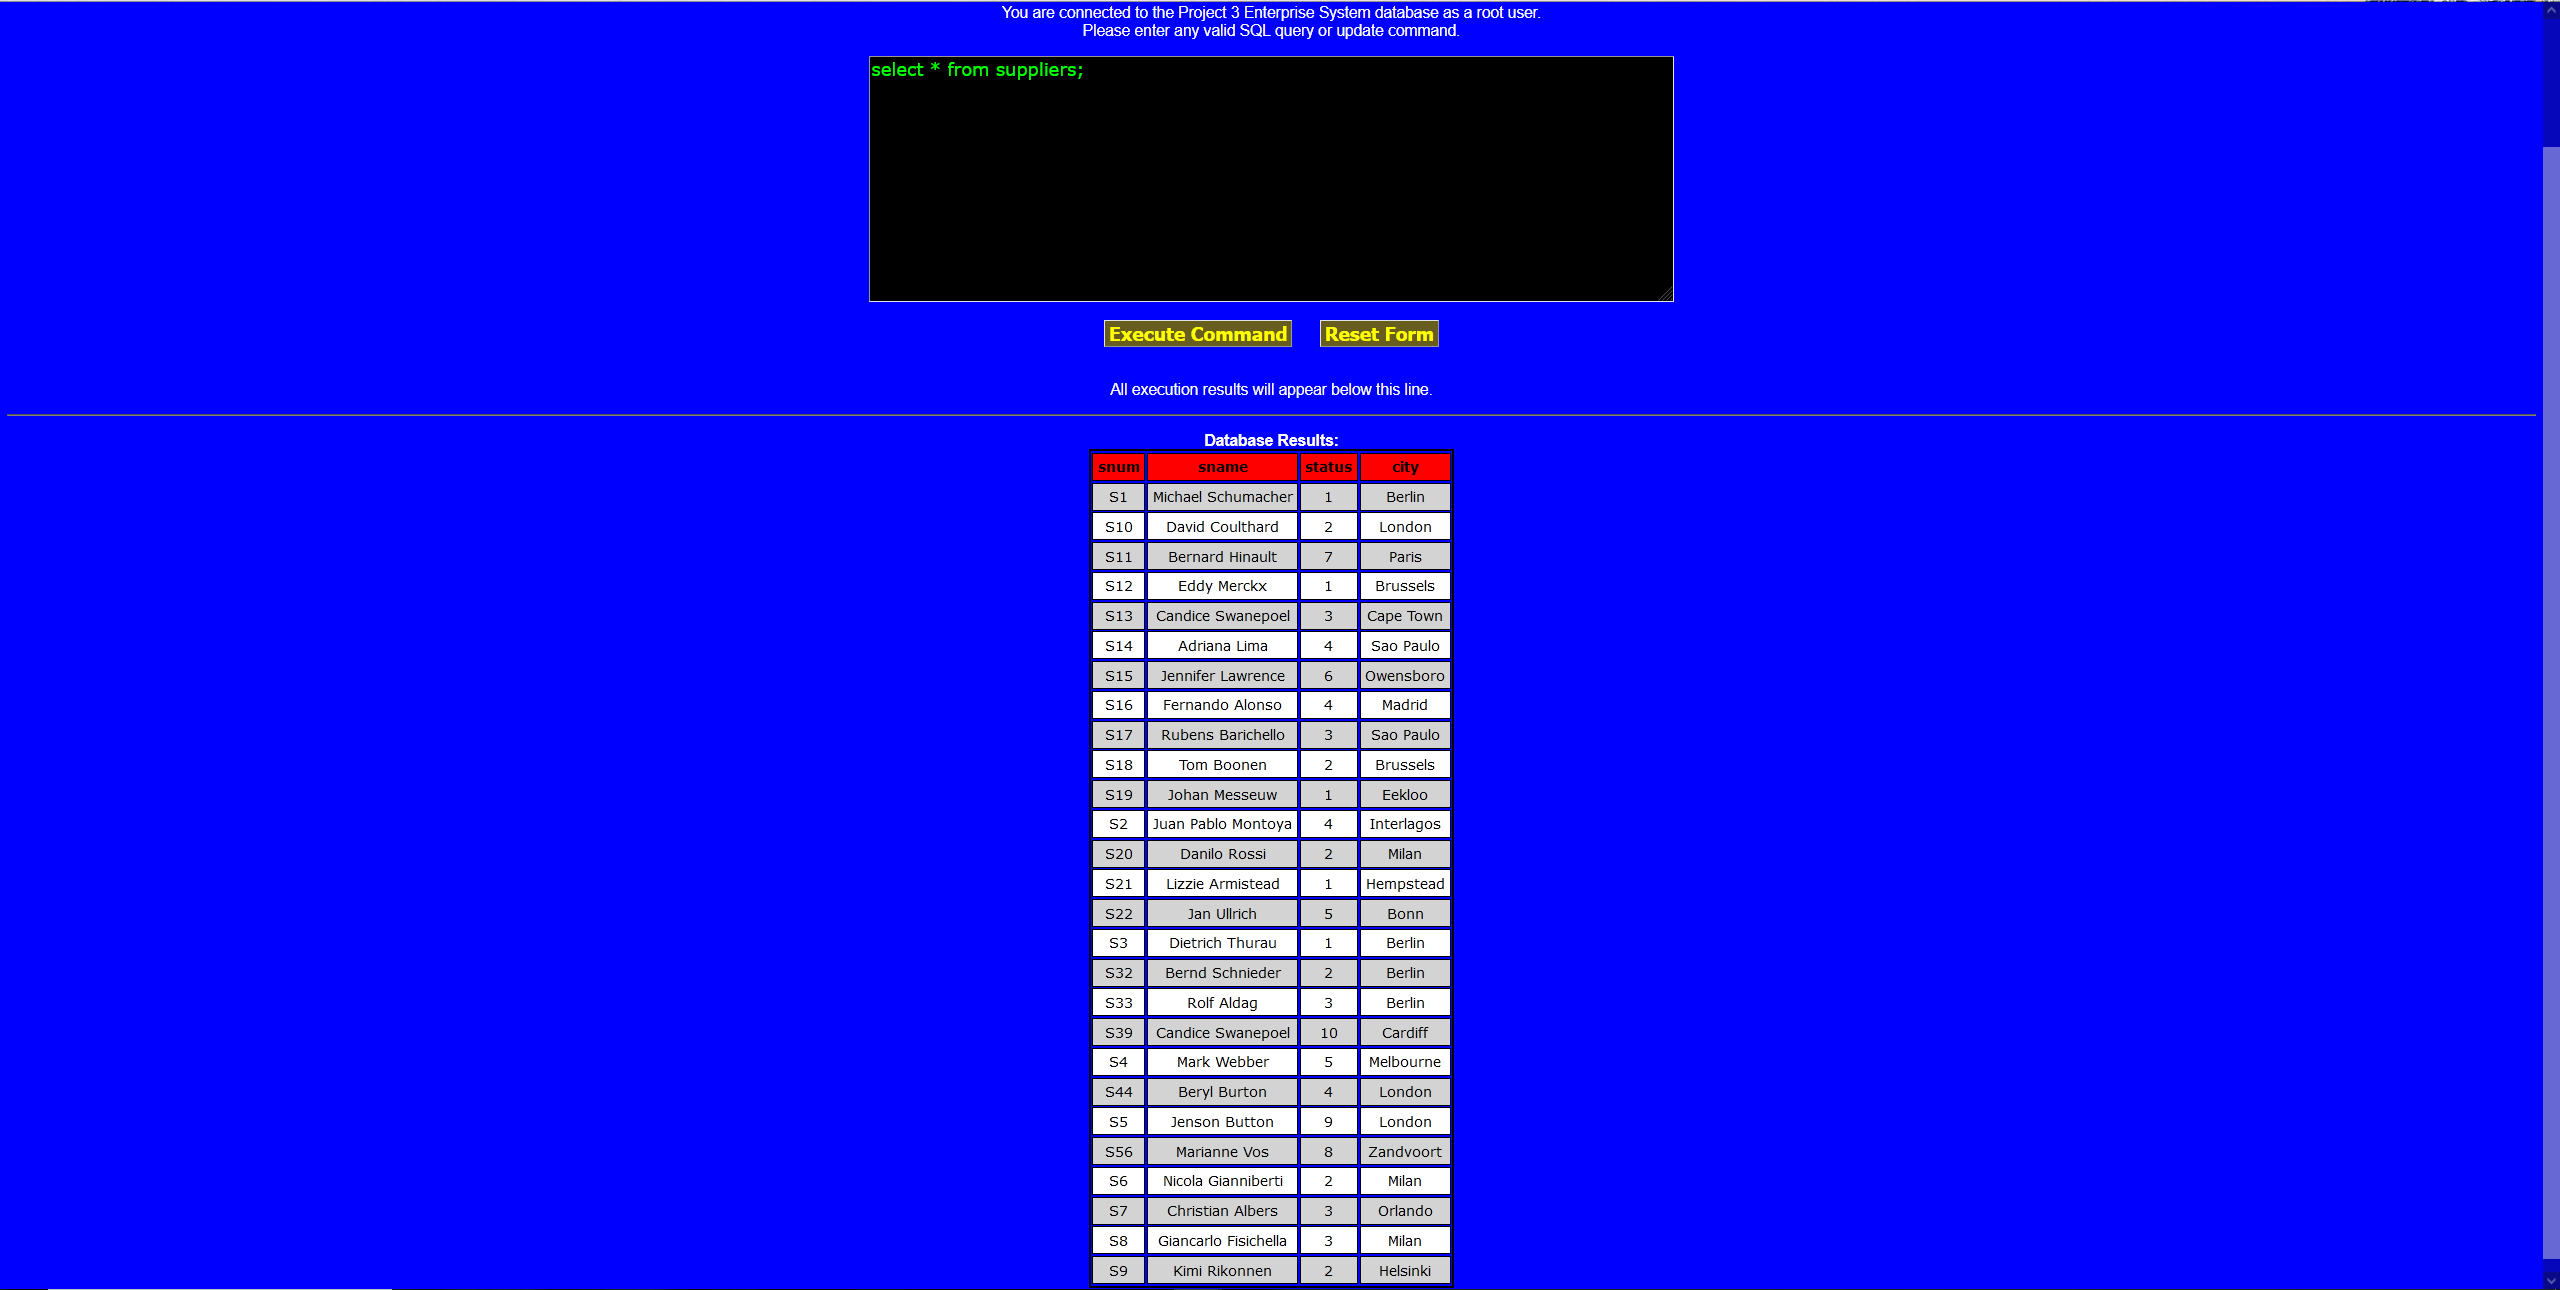 You are connected to the Project 3 Enterprise System database as a root user.
Please enter any valid SQL query or update command.
select * from suppliers;
Execute Command Reset Form
All execution results will appear below this line.
Database Results:
snum sname status city
S1 Michael Schumacher 1 Berlin
S10 David Coulthard 2 London
S11 Bernard Hinault 7 Paris
S12 Eddy Merckx 1 Brussels
S13 Candice Swanepoel 3 Cape Town
S14 Adriana Lima 4 Sao Paulo
S15 Jennifer Lawrence 6 Owensboro
S16 Fernando Alonso 4 Madrid
S17 Rubens Barichello 3 Sao Paulo
S18 Tom Boonen 2 Brussels
S19 Johan Messeuw 1 Eekloo
S2 Juan Pablo Montoya 4 Interlagos
S20 Danilo Rossi 2 Milan
S21 Lizzie Armistead 1 Hempstead
S22 Jan Ullrich 5 Bonn
S3 Dietrich Thurau 1 Berlin
S32 Bernd Schnieder 2 Berlin
S33 Rolf Aldag 3 Berlin
S39 Candice Swanepoel 10 Cardiff
S4 Mark Webber 5 Melbourne
S44 Beryl Burton 4 London
S5 Jenson Button 9 London
S56 Marianne Vos 8 Zandvoort
S6 Nicola Gianniberti 2 Milan
S7 Christian Albers 3 Orlando
S8 Giancarlo Fisichella 3 Milan
S9 Kimi Rikonnen 2 Helsinki